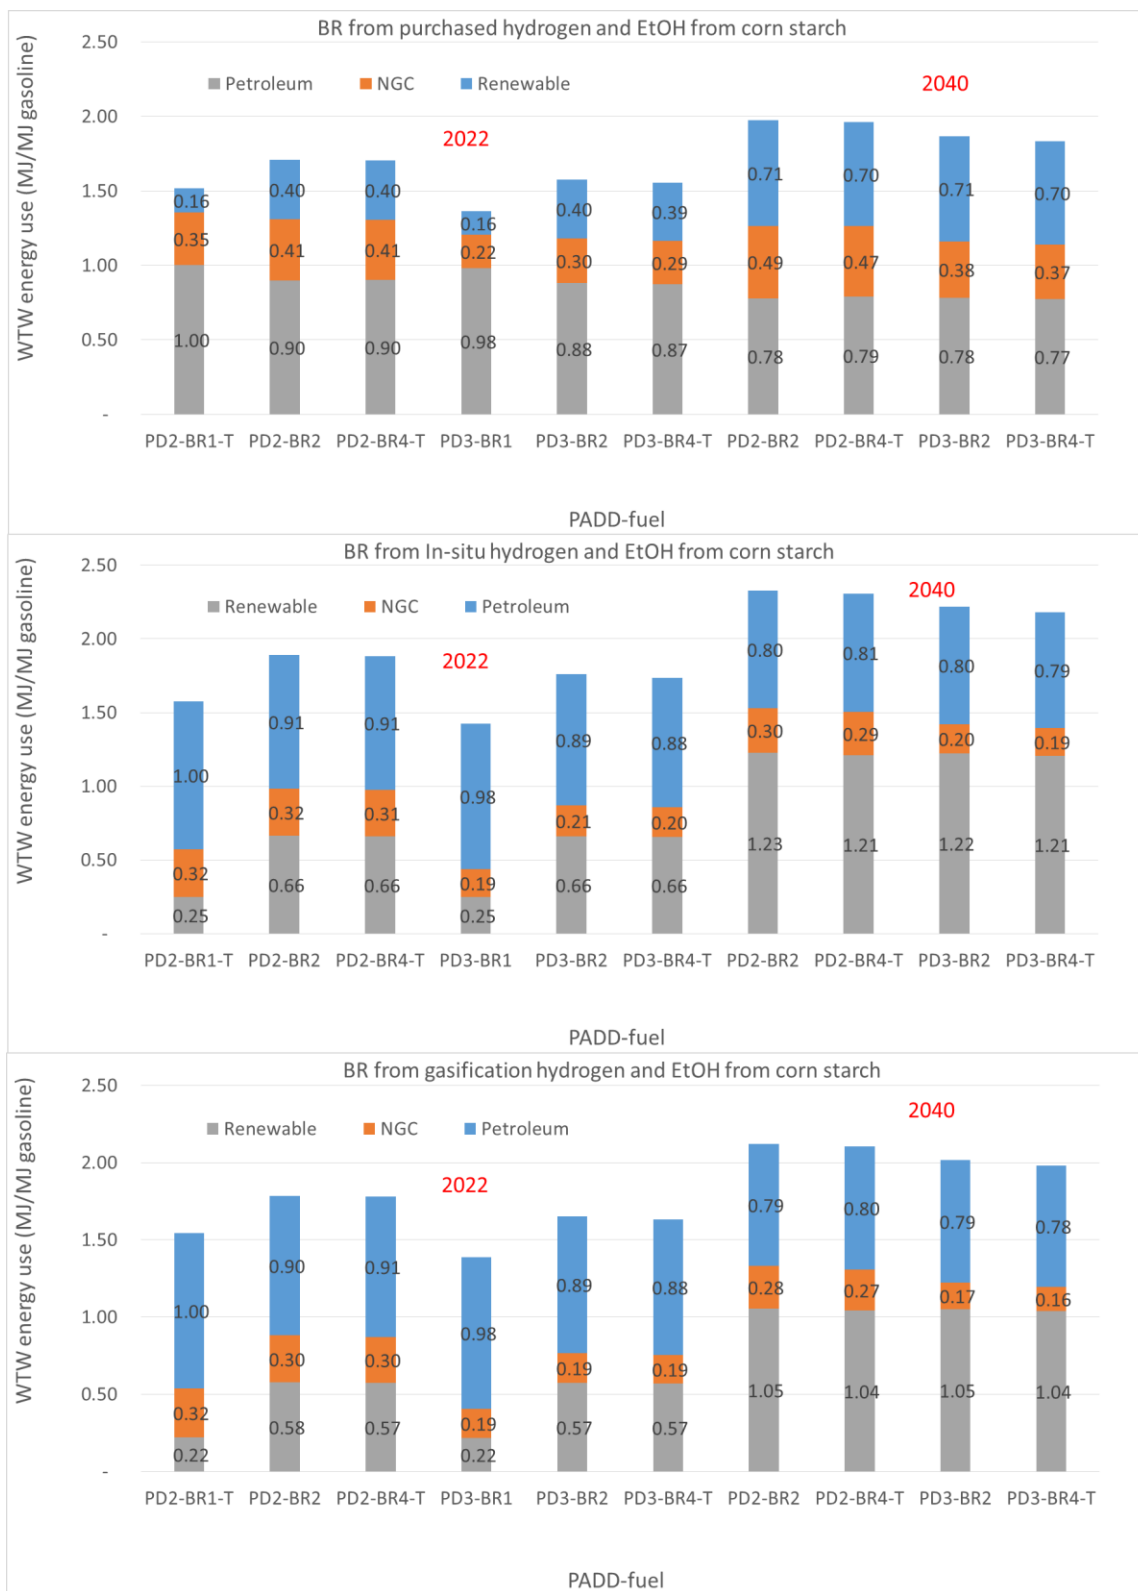 BR from purchased hydrogen and EtOH from corn starch
WTW energy use (MJ/MJ gasoline)
2.50
2.00
1.50
1.00
0.50
-
Petroleum NGC Renewable
2022
2040
0.16 0.40 0.40 0.16 0.40 0.39 0.71 0.70 0.71 0.70
0.35 0.41 0.41 0.22 0.30 0.29 0.49 0.47 0.38 0.37
1.00 0.90 0.90 0.98 0.88 0.87 0.78 0.79 0.78 0.77
PD2-BR1-T PD2-BR2 PD2-BR4-T PD3-BR1 PD3-BR2 PD3-BR4-T PD2-BR2 PD2-BR4-T PD3-BR2 PD3-BR4-T
PADD-fuel
BR from In-situ hydrogen and EtOH from corn starch
WTW energy use (MJ/MJ gasoline)
2.50
2.00
1.50
1.00
0.50
-
Renewable NGC Petroleum
2022
2040
1.00 0.91 0.91 0.98 0.89 0.88 0.80 0.81 0.80 0.79
0.32 0.32 0.31 0.19 0.21 0.20 0.30 0.29 0.20 0.19
0.25 0.66 0.66 0.25 0.66 0.66 1.23 1.21 1.22 1.21
PD2-BR1-T PD2-BR2 PD2-BR4-T PD3-BR1 PD3-BR2 PD3-BR4-T PD2-BR2 PD2-BR4-T PD3-BR2 PD3-BR4-T
PADD-fuel
BR from gasification hydrogen and EtOH from corn starch
WTW energy use (MJ/MJ gasoline)
2.50
2.00
1.50
1.00
0.50
-
Renewable NGC Petroleum
2022
2040
1.00 0.90 0.91 0.98 0.89 0.88 0.79 0.80 0.79 0.78
0.32 0.30 0.30 0.19 0.19 0.19 0.28 0.27 0.17 0.16
0.22 0.58 0.57 0.22 0.57 0.57 1.05 1.04 1.05 1.04
PD2-BR1-T PD2-BR2 PD2-BR4-T PD3-BR1 PD3-BR2 PD3-BR4-T PD2-BR2 PD2-BR4-T PD3-BR2 PD3-BR4-T
PADD-fuel